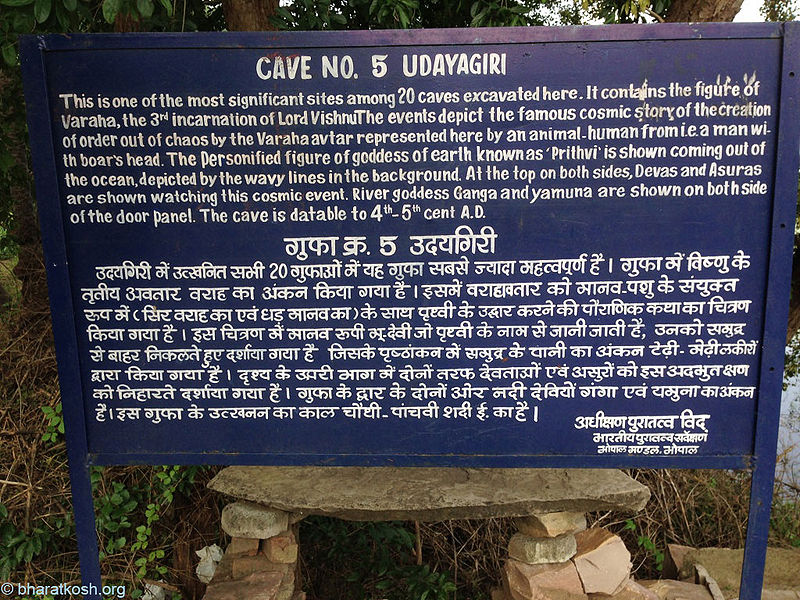 CAVE NO. 5 UDAYAGIRI
This is one of the most significant sites among 20 caves excavated here. It contains the figure of
Varaha, the 3rd incarnation of Lord VishnuThe events depict the famous cosmic story of the creation
of order out of chaos by the Varaha avtar represented here by an animal-human from i.e. a man wi-
th boar's head. The Personified figure of goddess of earth known as 'Prithvi' is shown coming out of
the ocean, depicted by the wavy lines in the background. At the top on both sides, Devas and Asuras
are shown watching this cosmic event. River goddess Ganga and yamuna are shown on both side
of the door panel. The cave is datable to 4th-5th cent A.D.
गुफा क्र. 5 उदयगिरी
उदयगिरी में उत्खनित सभी 20 गुफाओं में यह गुफा सबसे ज्यादा महत्वपूर्ण है। गुफा में विष्णु के
तृतीय अवतार वराह का अंकन किया गया है। इसमें वराहावतार को मानव-पशु के संयुक्त
रूप में (सिर वराह का एवं धड़ मानव का) के साथ पृथ्वी के उद्वार करने की पौराणिक कथा का चित्रण
किया गया है। इस चित्रण में मानव रूपी भू-देवी जो पृथ्वी के नाम से जानी जाती हैं, उनको समुद्र
से बाहर निकलते हुए दर्शाया गया है जिसके पृष्ठांकन में समुद्र के पानी का अंकन टेढ़ी-मेढ़ी लकीरों
द्वारा किया गया है। दृश्य के उपरी भाग में दोनों तरफ देवताओं एवं असुरों को इस अदभुत क्षण
को निहारते दर्शाया गया है। गुफा के द्वार के दोनों और नदी देवियों गंगा एवं यमुना का अंकन
है। इस गुफा के उत्खनन का काल चौथी-पांचवी शदी ई. का है।
अधीक्षण पुरातत्व विद्
भारतीय पुरातत्व सर्वेक्षण
भोपाल मण्डल, भोपाल
© bharatkosh.org